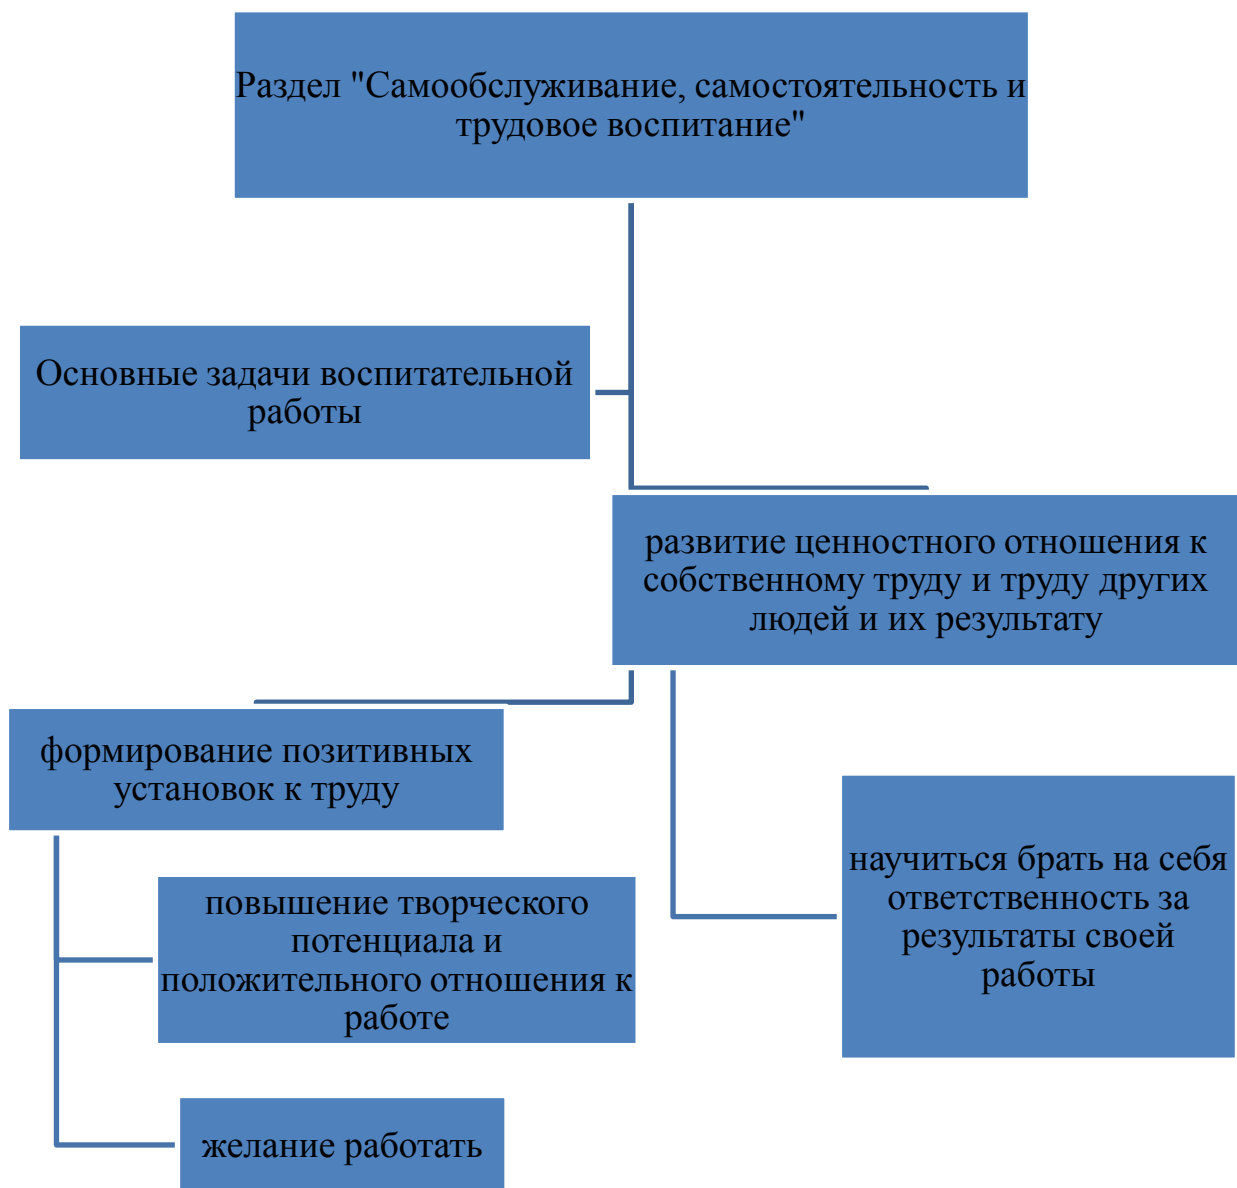 Раздел "Самообслуживание, самостоятельность и
трудовое воспитание"
Основные задачи воспитательной
работы
развитие ценностного отношения к
собственному труду и труду других
людей и их результату
формирование позитивных
установок к труду
научиться брать на себя
ответственность за
результаты своей
работы
повышение творческого
потенциала и
положительного отношения к
работе
желание работать